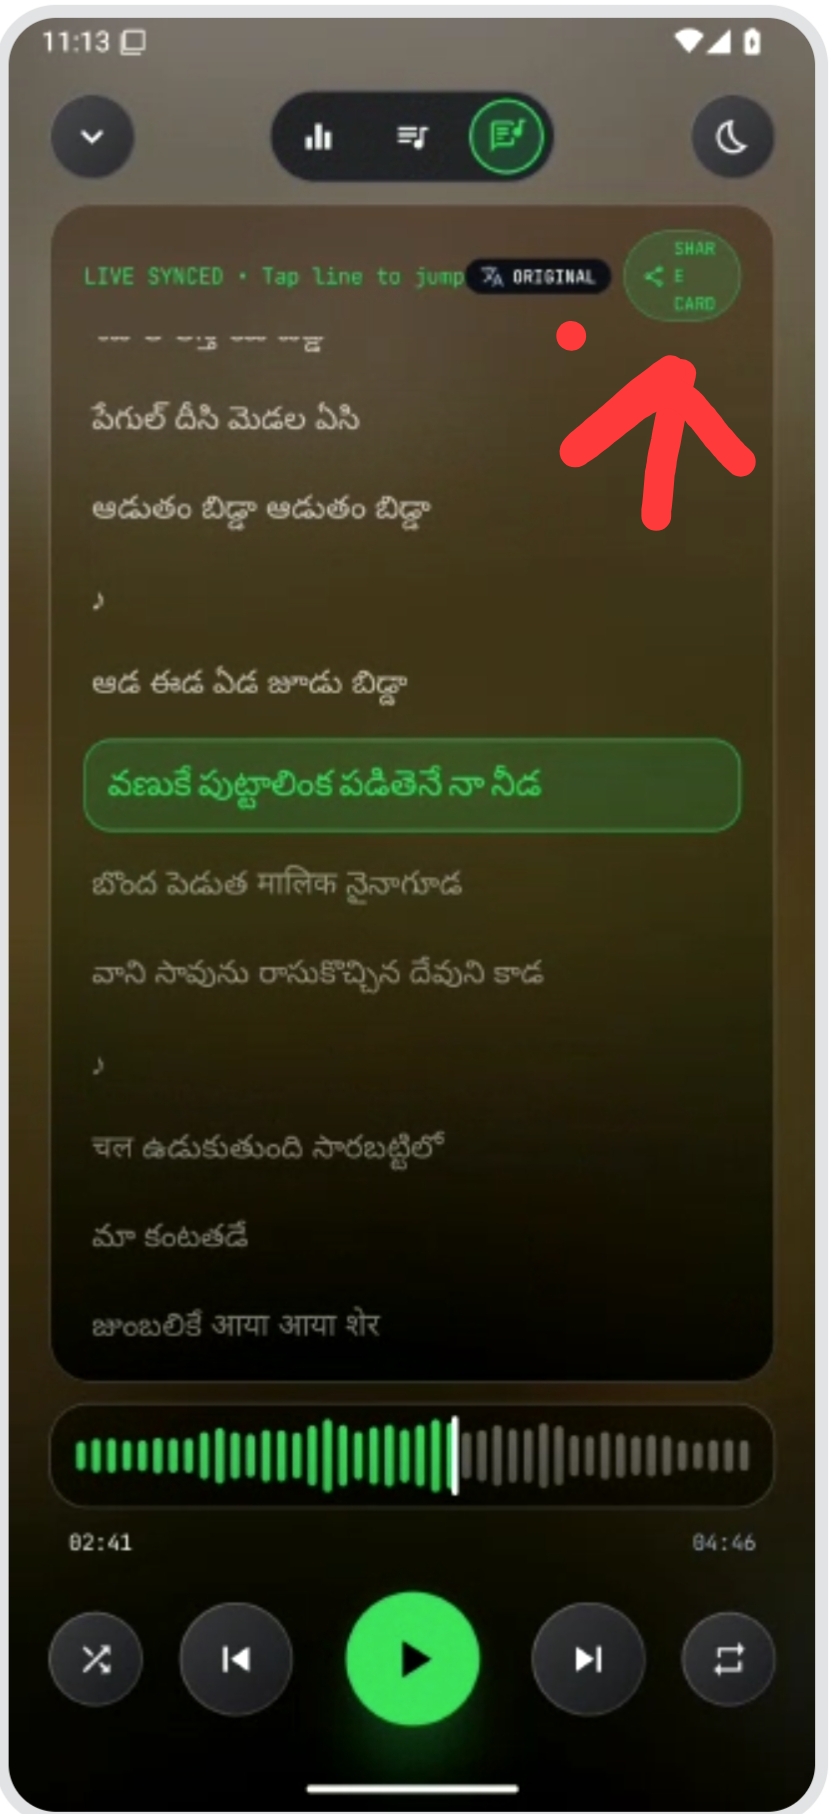 11:13
LIVE SYNCED • Tap line to jump
ORIGINAL
SHAR
E
CARD
పేగుల్ దీసి మెడల ఏసి
ఆడుతం బిడ్డా ఆడుతం బిడ్డా
♪
ఆడ ఈడ ఏడ జూడు బిడ్డా
వణుకే పుట్టాలింక పడితెనే నా నీడ
బొంద పెడుత मालिक నైనాగూడ
వాని సావును రాసుకొచ్చిన దేవుని కాడ
♪
चल ఉడుకుతుంది సారబట్టిలో
మా కంటతడే
జుంబలికే आया आया शेर
02:41
04:46